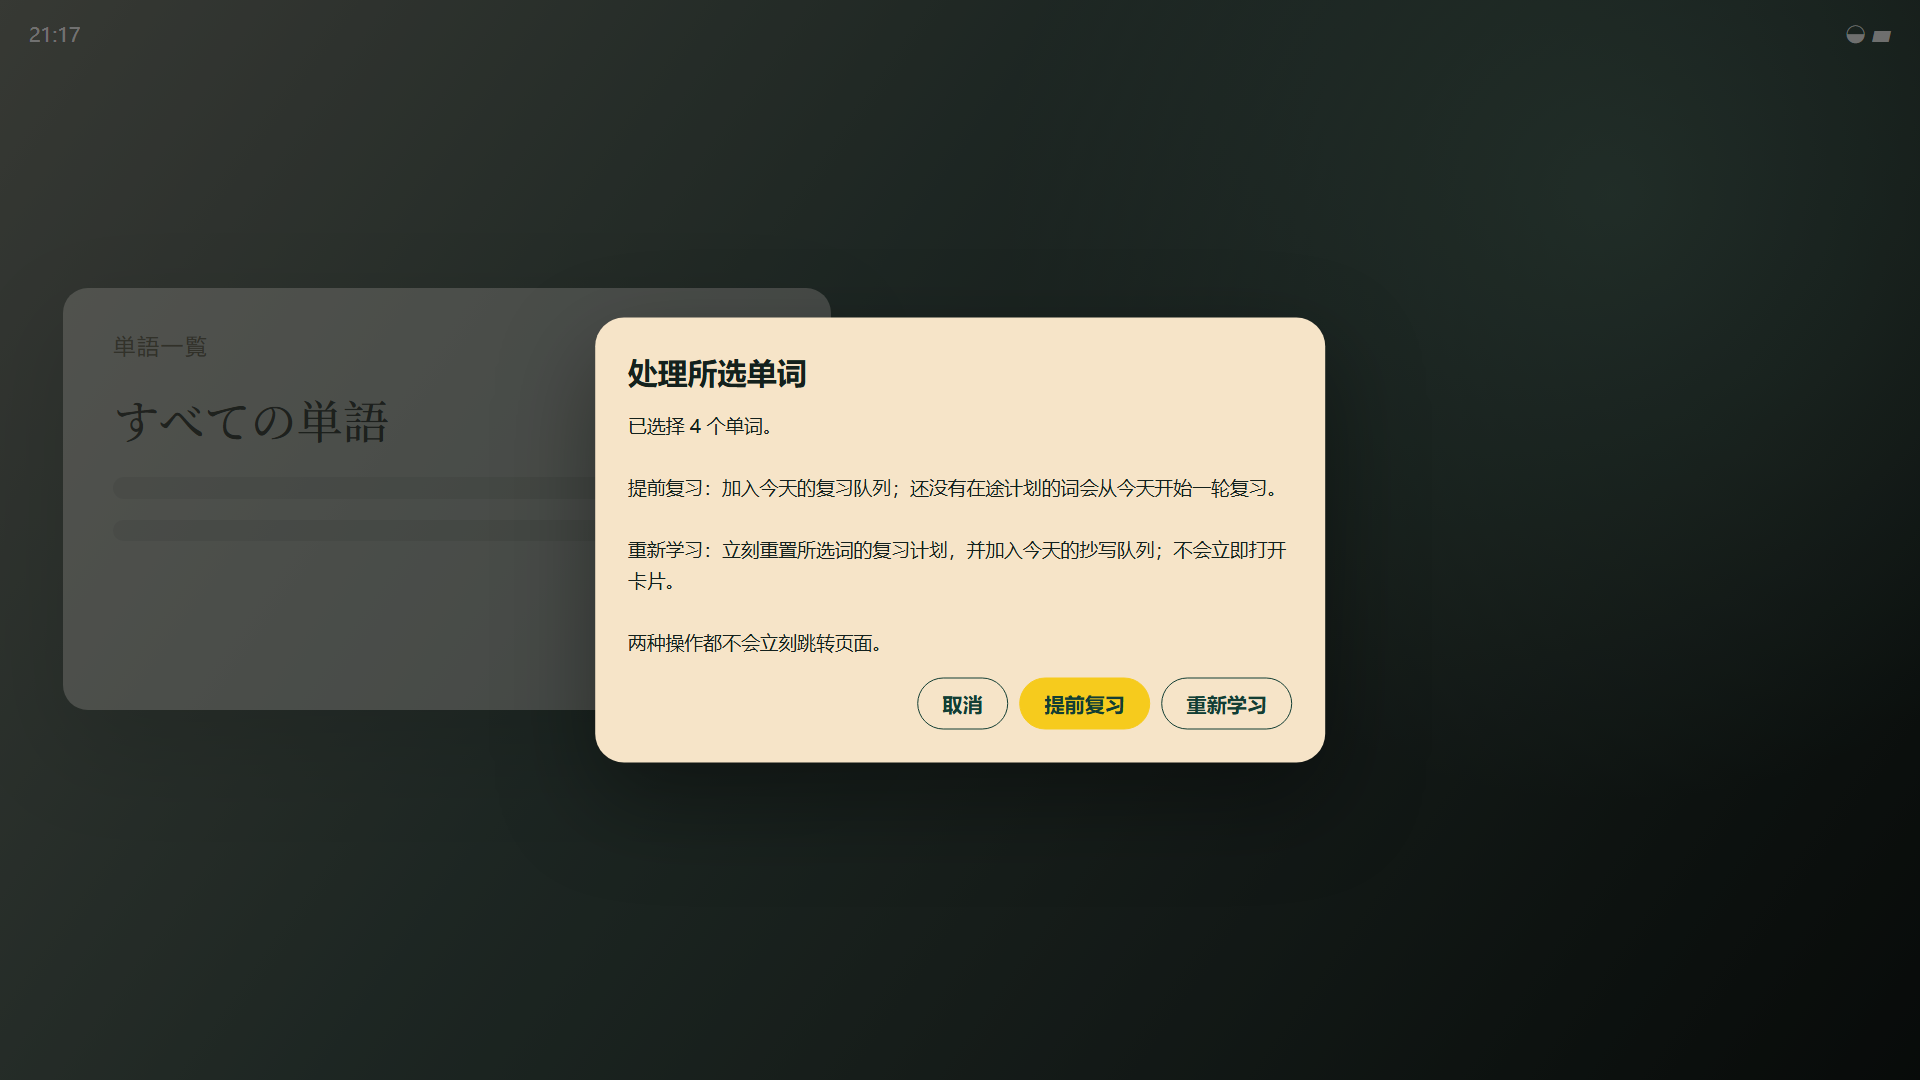 21:17
単語一覧
すべての単語
处理所选单词
已选择 4 个单词。
提前复习：加入今天的复习队列；还没有在途计划的词会从今天开始一轮复习。
重新学习：立刻重置所选词的复习计划，并加入今天的抄写队列；不会立即打开
卡片。
两种操作都不会立刻跳转页面。
取消
提前复习
重新学习